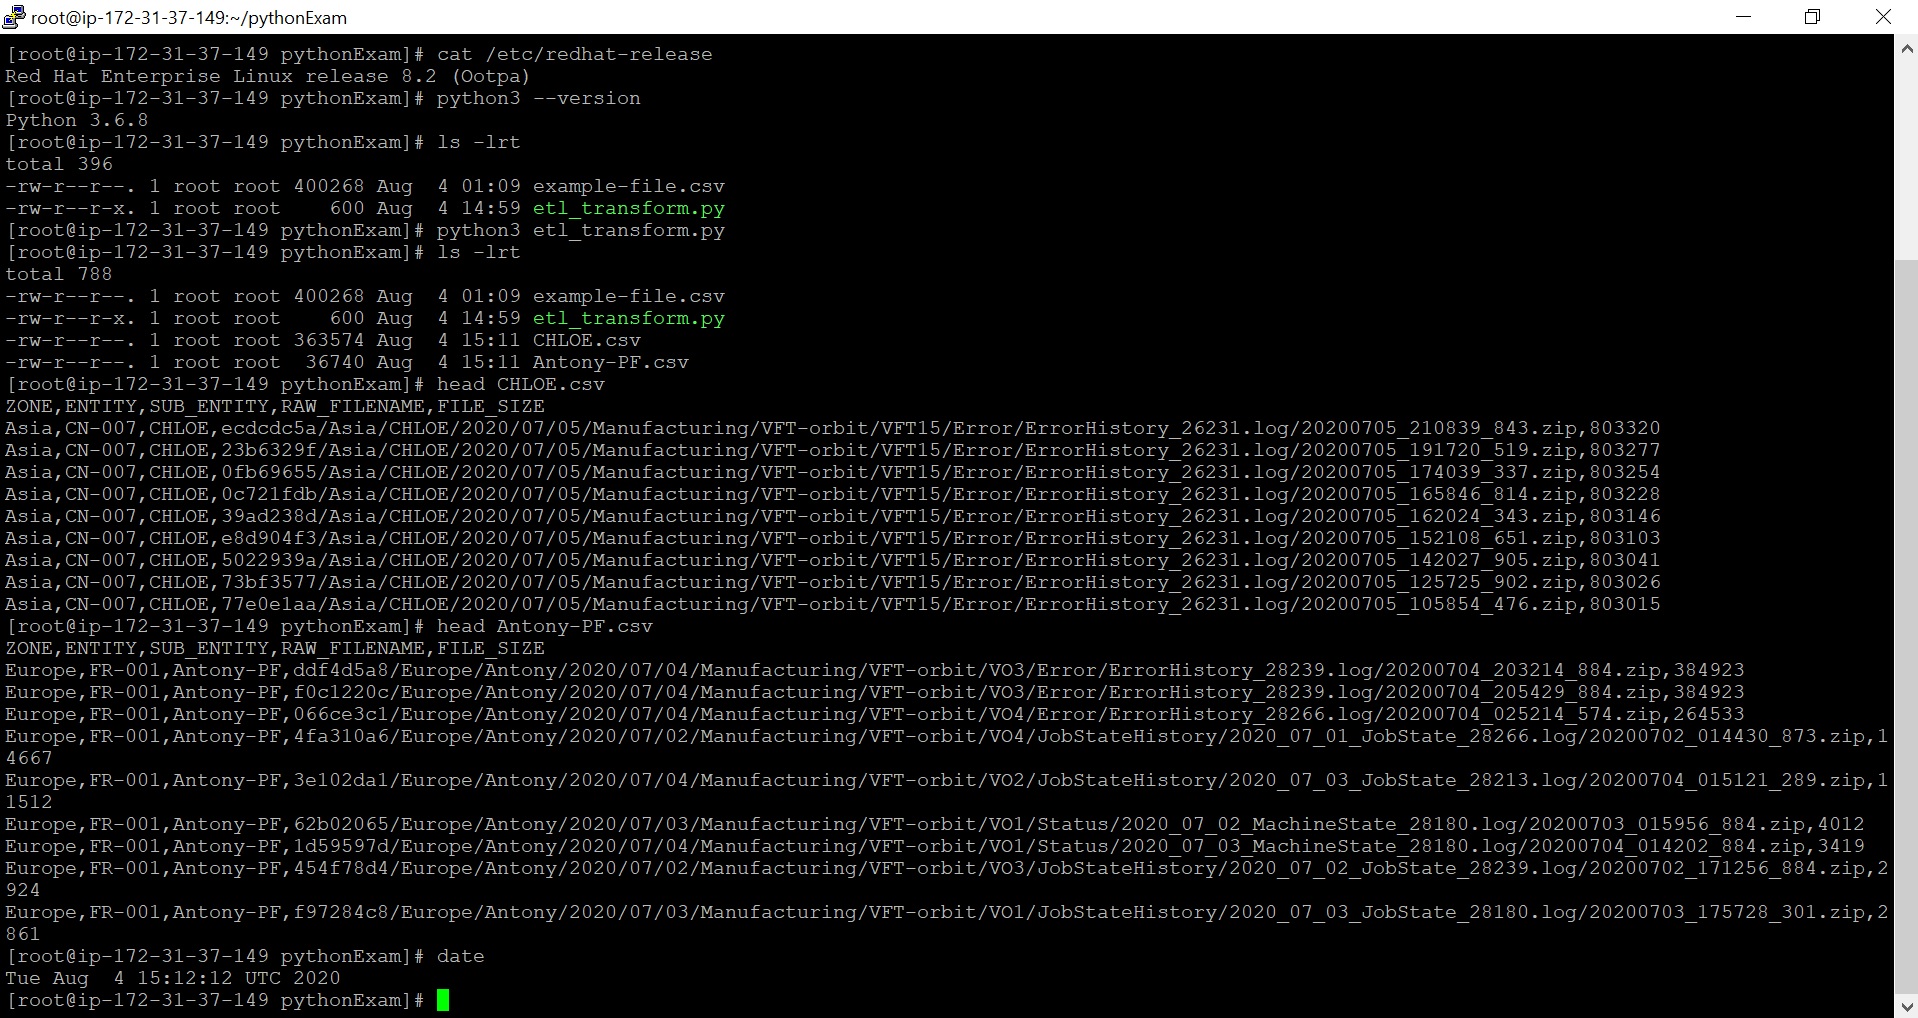 root@ip-172-31-37-149:~/pythonExam
[root@ip-172-31-37-149 pythonExam]# cat /etc/redhat-release
Red Hat Enterprise Linux release 8.2 (Ootpa)
[root@ip-172-31-37-149 pythonExam]# python3 --version
Python 3.6.8
[root@ip-172-31-37-149 pythonExam]# ls -lrt
total 396
-rw-r--r--. 1 root root 400268 Aug  4 01:09 example-file.csv
-rw-r--r-x. 1 root root    600 Aug  4 14:59 etl_transform.py
[root@ip-172-31-37-149 pythonExam]# python3 etl_transform.py
[root@ip-172-31-37-149 pythonExam]# ls -lrt
total 788
-rw-r--r--. 1 root root 400268 Aug  4 01:09 example-file.csv
-rw-r--r-x. 1 root root    600 Aug  4 14:59 etl_transform.py
-rw-r--r--. 1 root root 363574 Aug  4 15:11 CHLOE.csv
-rw-r--r--. 1 root root  36740 Aug  4 15:11 Antony-PF.csv
[root@ip-172-31-37-149 pythonExam]# head CHLOE.csv
ZONE,ENTITY,SUB_ENTITY,RAW_FILENAME,FILE_SIZE
Asia,CN-007,CHLOE,ecdcdc5a/Asia/CHLOE/2020/07/05/Manufacturing/VFT-orbit/VFT15/Error/ErrorHistory_26231.log/20200705_210839_843.zip,803320
Asia,CN-007,CHLOE,23b6329f/Asia/CHLOE/2020/07/05/Manufacturing/VFT-orbit/VFT15/Error/ErrorHistory_26231.log/20200705_191720_519.zip,803277
Asia,CN-007,CHLOE,0fb69655/Asia/CHLOE/2020/07/05/Manufacturing/VFT-orbit/VFT15/Error/ErrorHistory_26231.log/20200705_174039_337.zip,803254
Asia,CN-007,CHLOE,0c721fdb/Asia/CHLOE/2020/07/05/Manufacturing/VFT-orbit/VFT15/Error/ErrorHistory_26231.log/20200705_165846_814.zip,803228
Asia,CN-007,CHLOE,39ad238d/Asia/CHLOE/2020/07/05/Manufacturing/VFT-orbit/VFT15/Error/ErrorHistory_26231.log/20200705_162024_343.zip,803146
Asia,CN-007,CHLOE,e8d904f3/Asia/CHLOE/2020/07/05/Manufacturing/VFT-orbit/VFT15/Error/ErrorHistory_26231.log/20200705_152108_651.zip,803103
Asia,CN-007,CHLOE,5022939a/Asia/CHLOE/2020/07/05/Manufacturing/VFT-orbit/VFT15/Error/ErrorHistory_26231.log/20200705_142027_905.zip,803041
Asia,CN-007,CHLOE,73bf3577/Asia/CHLOE/2020/07/05/Manufacturing/VFT-orbit/VFT15/Error/ErrorHistory_26231.log/20200705_125725_902.zip,803026
Asia,CN-007,CHLOE,77e0e1aa/Asia/CHLOE/2020/07/05/Manufacturing/VFT-orbit/VFT15/Error/ErrorHistory_26231.log/20200705_105854_476.zip,803015
[root@ip-172-31-37-149 pythonExam]# head Antony-PF.csv
ZONE,ENTITY,SUB_ENTITY,RAW_FILENAME,FILE_SIZE
Europe,FR-001,Antony-PF,ddf4d5a8/Europe/Antony/2020/07/04/Manufacturing/VFT-orbit/VO3/Error/ErrorHistory_28239.log/20200704_203214_884.zip,384923
Europe,FR-001,Antony-PF,f0c1220c/Europe/Antony/2020/07/04/Manufacturing/VFT-orbit/VO3/Error/ErrorHistory_28239.log/20200704_205429_884.zip,384923
Europe,FR-001,Antony-PF,066ce3c1/Europe/Antony/2020/07/04/Manufacturing/VFT-orbit/VO4/Error/ErrorHistory_28266.log/20200704_025214_574.zip,264533
Europe,FR-001,Antony-PF,4fa310a6/Europe/Antony/2020/07/02/Manufacturing/VFT-orbit/VO4/JobStateHistory/2020_07_01_JobState_28266.log/20200702_014430_873.zip,1
4667
Europe,FR-001,Antony-PF,3e102da1/Europe/Antony/2020/07/04/Manufacturing/VFT-orbit/VO2/JobStateHistory/2020_07_03_JobState_28213.log/20200704_015121_289.zip,1
1512
Europe,FR-001,Antony-PF,62b02065/Europe/Antony/2020/07/03/Manufacturing/VFT-orbit/VO1/Status/2020_07_02_MachineState_28180.log/20200703_015956_884.zip,4012
Europe,FR-001,Antony-PF,1d59597d/Europe/Antony/2020/07/04/Manufacturing/VFT-orbit/VO1/Status/2020_07_03_MachineState_28180.log/20200704_014202_884.zip,3419
Europe,FR-001,Antony-PF,454f78d4/Europe/Antony/2020/07/02/Manufacturing/VFT-orbit/VO3/JobStateHistory/2020_07_02_JobState_28239.log/20200702_171256_884.zip,2
924
Europe,FR-001,Antony-PF,f97284c8/Europe/Antony/2020/07/03/Manufacturing/VFT-orbit/VO1/JobStateHistory/2020_07_03_JobState_28180.log/20200703_175728_301.zip,2
861
[root@ip-172-31-37-149 pythonExam]# date
Tue Aug  4 15:12:12 UTC 2020
[root@ip-172-31-37-149 pythonExam]#